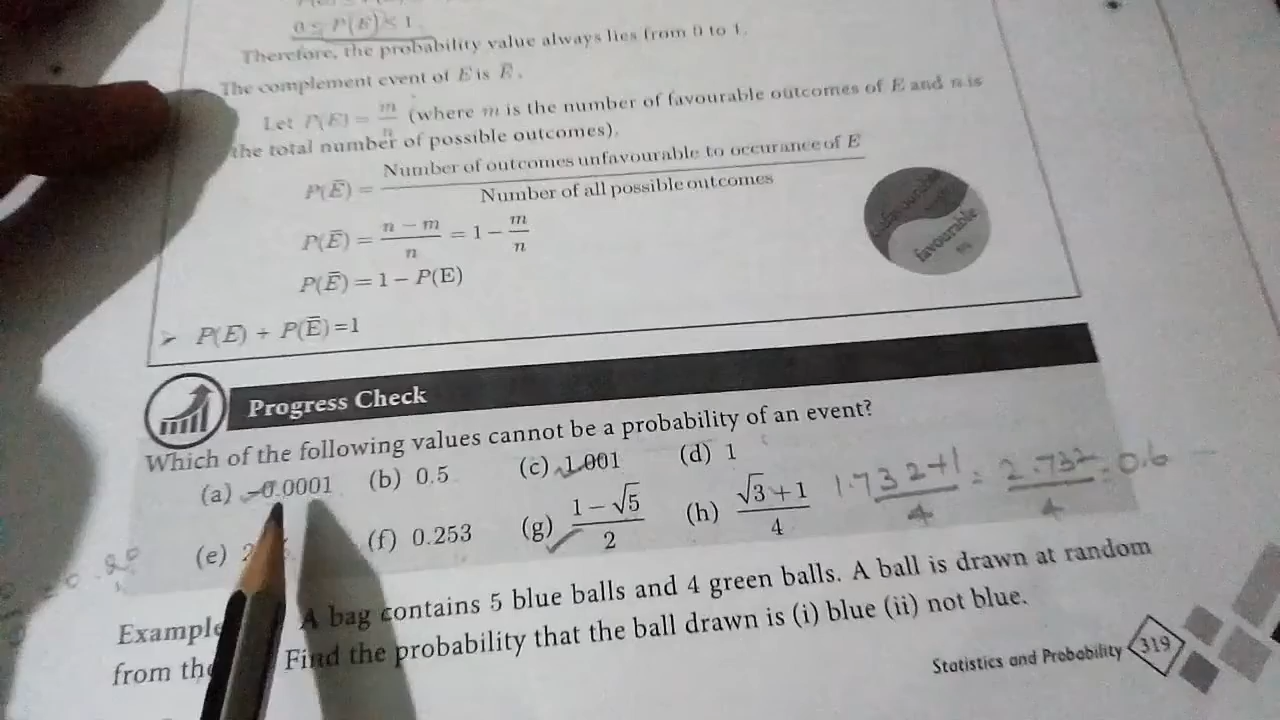 0 ≤ P(E) ≤ 1
Therefore, the probability value always lies from 0 to 1.
The complement event of E is E̅.
Let P(E) = m/n (where m is the number of favourable outcomes of E and n is
the total number of possible outcomes).
P(E̅) = Number of outcomes unfavourable to occurance of E / Number of all possible outcomes
P(E̅) = n − m / n = 1 − m/n
P(E̅) = 1 − P(E)
➢ P(E) + P(E̅) =1
unfavourable
favourable
m
Progress Check
Which of the following values cannot be a probability of an event?
(a) −0.0001 (b) 0.5 (c) 1.001 (d) 1
(e) (f) 0.253 (g) 1 − √5 / 2 (h) √3 + 1 / 4 1.732+1 / 4 = 2.732 / 4 = 0.6
Example A bag contains 5 blue balls and 4 green balls. A ball is drawn at random
from the Find the probability that the ball drawn is (i) blue (ii) not blue.
Statistics and Probability 319